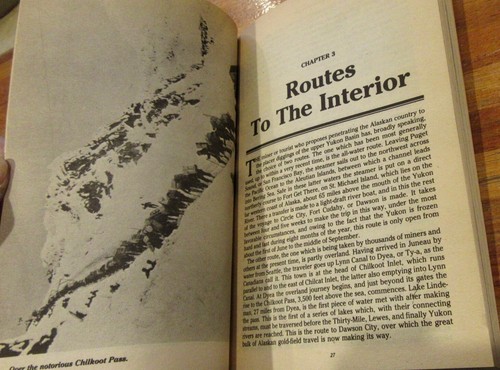 Over the notorious Chilkoot Pass.
CHAPTER 3
Routes
To The Interior
THE miner or tourist who proposes penetrating the Alaskan country to
the placer diggings of the upper Yukon Basin has, broadly speaking,
the choice of two routes. The one which has been most generally
used up to within a very recent time, is the all-water route. Leaving Puget
Sound, or San Francisco Bay, the steamer sails out to the northwest across
the Pacific Ocean to the Aleutian Islands, between which a channel leads
into Bering Sea. Safe in these latter waters, the steamer is put on a direct
northerly course to Fort Get There, on St. Michael Island, which lies on the
far western coast of Alaska, about 65 miles above the mouth of the Yukon
River. There a transfer is made to a light-draft river boat, and in this the rest
of the voyage to Circle City, Fort Cudahy, or Dawson is made. It takes
between four and five weeks to make the trip in this way, under the most
favorable circumstances, and owing to the fact that the Yukon is frozen
hard and fast during eight months of the year, this route is only open from
about the first of June to the middle of September.
The other route, the one which is being taken by thousands of miners and
others at the present time, is partly overland. Having arrived in Juneau by
water from Seattle, the traveler goes up Lynn Canal to Dyea, or Ty-a, as the
Canadians call it. This town is at the head of Chilkoot Inlet, which runs
parallel to and to the east of Chilcat Inlet, the latter also emptying into Lynn
Canal. At Dyea the overland journey begins, and just beyond its gates the
rise to the Chilkoot Pass, 3,500 feet above the sea, commences. Lake Linde-
man, 27 miles from Dyea, is the first piece of water met with after making
the pass. This is the first of a series of lakes which, with their connecting
streams, must be traversed before the Thirty-Mile, Lewes, and finally Yukon
rivers are reached. This is the route to Dawson City, over which the great
bulk of Alaskan gold-field travel is now making its way.
27